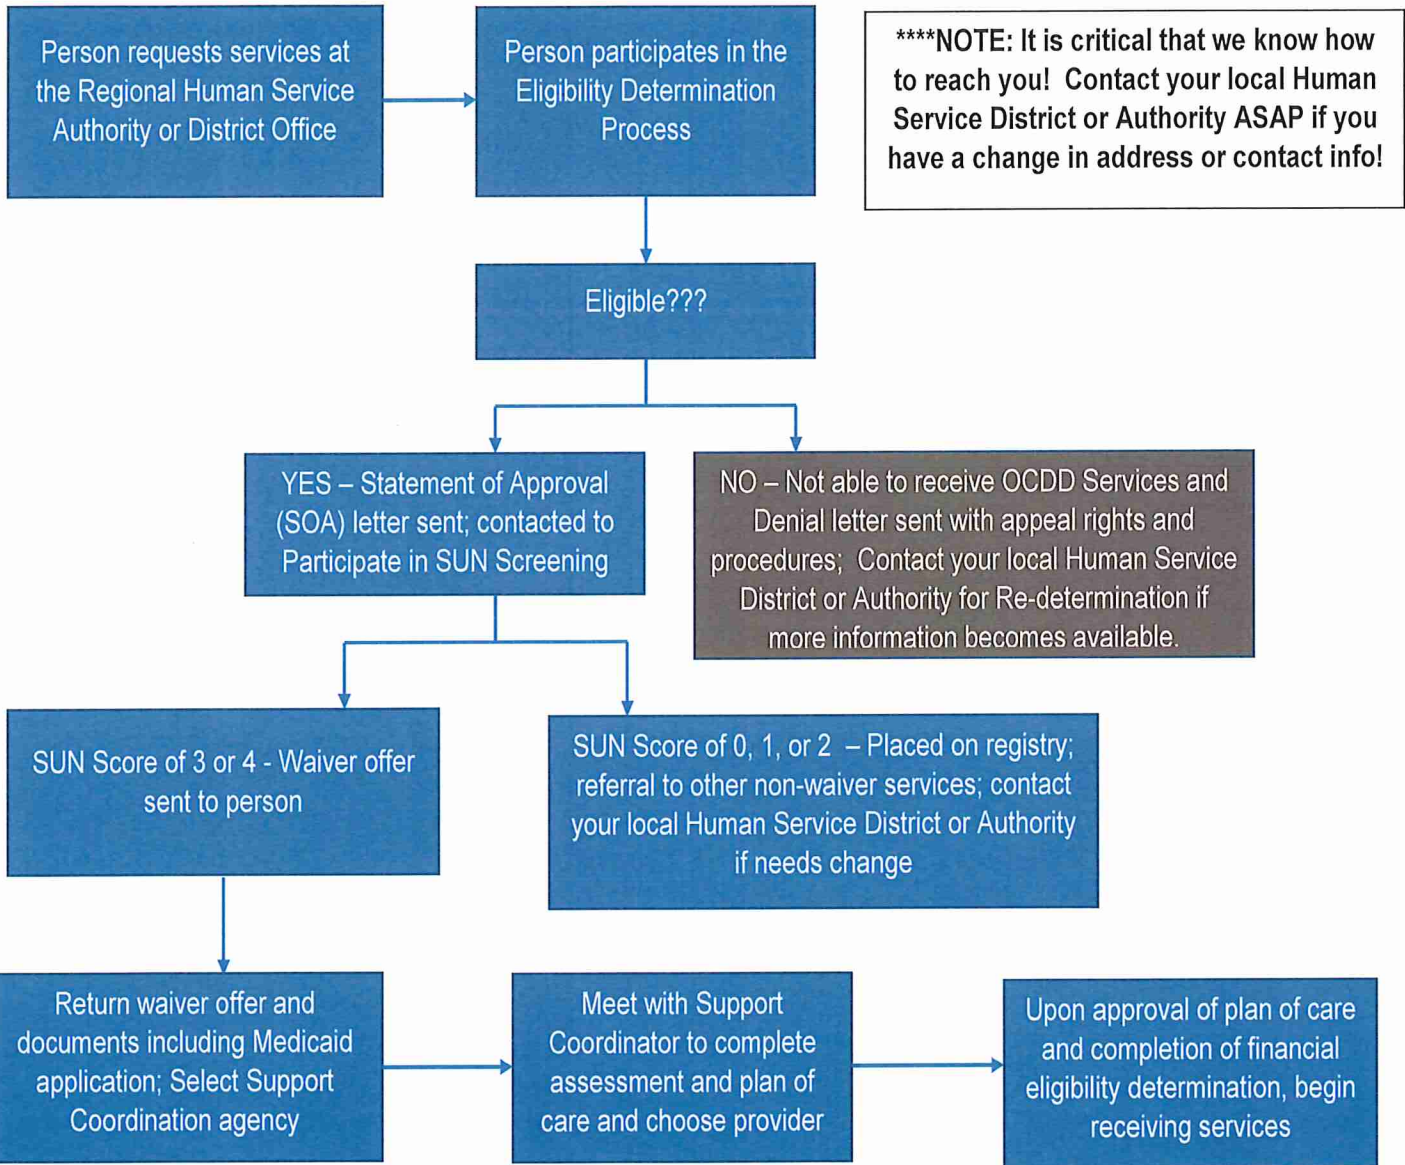 Person requests services at
the Regional Human Service
Authority or District Office
Person participates in the
Eligibility Determination
Process
****NOTE: It is critical that we know how
to reach you! Contact your local Human
Service District or Authority ASAP if you
have a change in address or contact info!
Eligible???
YES – Statement of Approval
(SOA) letter sent; contacted to
Participate in SUN Screening
NO – Not able to receive OCDD Services and
Denial letter sent with appeal rights and
procedures; Contact your local Human Service
District or Authority for Re-determination if
more information becomes available.
SUN Score of 3 or 4 - Waiver offer
sent to person
SUN Score of 0, 1, or 2 – Placed on registry;
referral to other non-waiver services; contact
your local Human Service District or Authority
if needs change
Return waiver offer and
documents including Medicaid
application; Select Support
Coordination agency
Meet with Support
Coordinator to complete
assessment and plan of
care and choose provider
Upon approval of plan of care
and completion of financial
eligibility determination, begin
receiving services